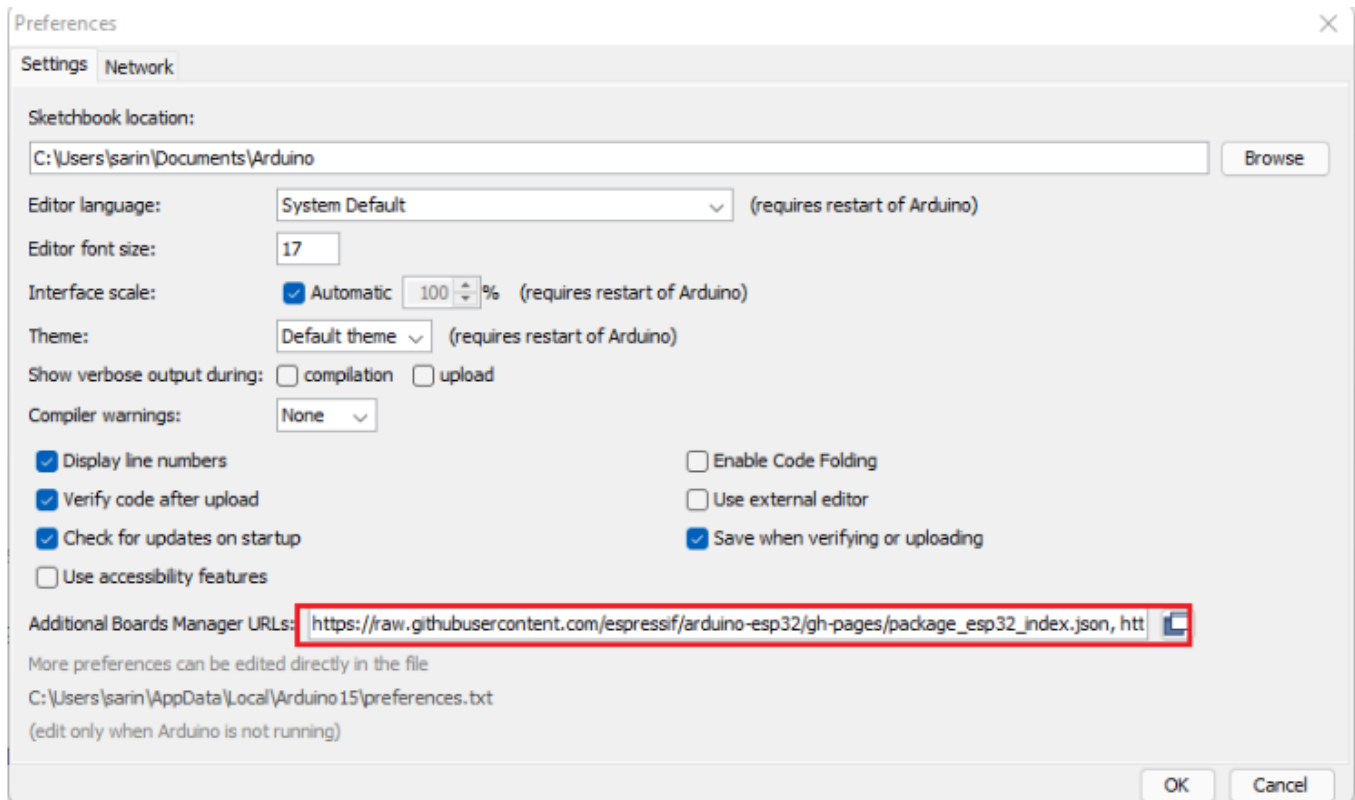 Preferences
Settings Network
Sketchbook location:
C:\Users\sarin\Documents\Arduino Browse
Editor language: System Default (requires restart of Arduino)
Editor font size: 17
Interface scale: Automatic 100 % (requires restart of Arduino)
Theme: Default theme (requires restart of Arduino)
Show verbose output during: compilation upload
Compiler warnings: None
Display line numbers Enable Code Folding
Verify code after upload Use external editor
Check for updates on startup Save when verifying or uploading
Use accessibility features
Additional Boards Manager URLs: https://raw.githubusercontent.com/espressif/arduino-esp32/gh-pages/package_esp32_index.json, htt
More preferences can be edited directly in the file
C:\Users\sarin\AppData\Local\Arduino15\preferences.txt
(edit only when Arduino is not running)
OK Cancel